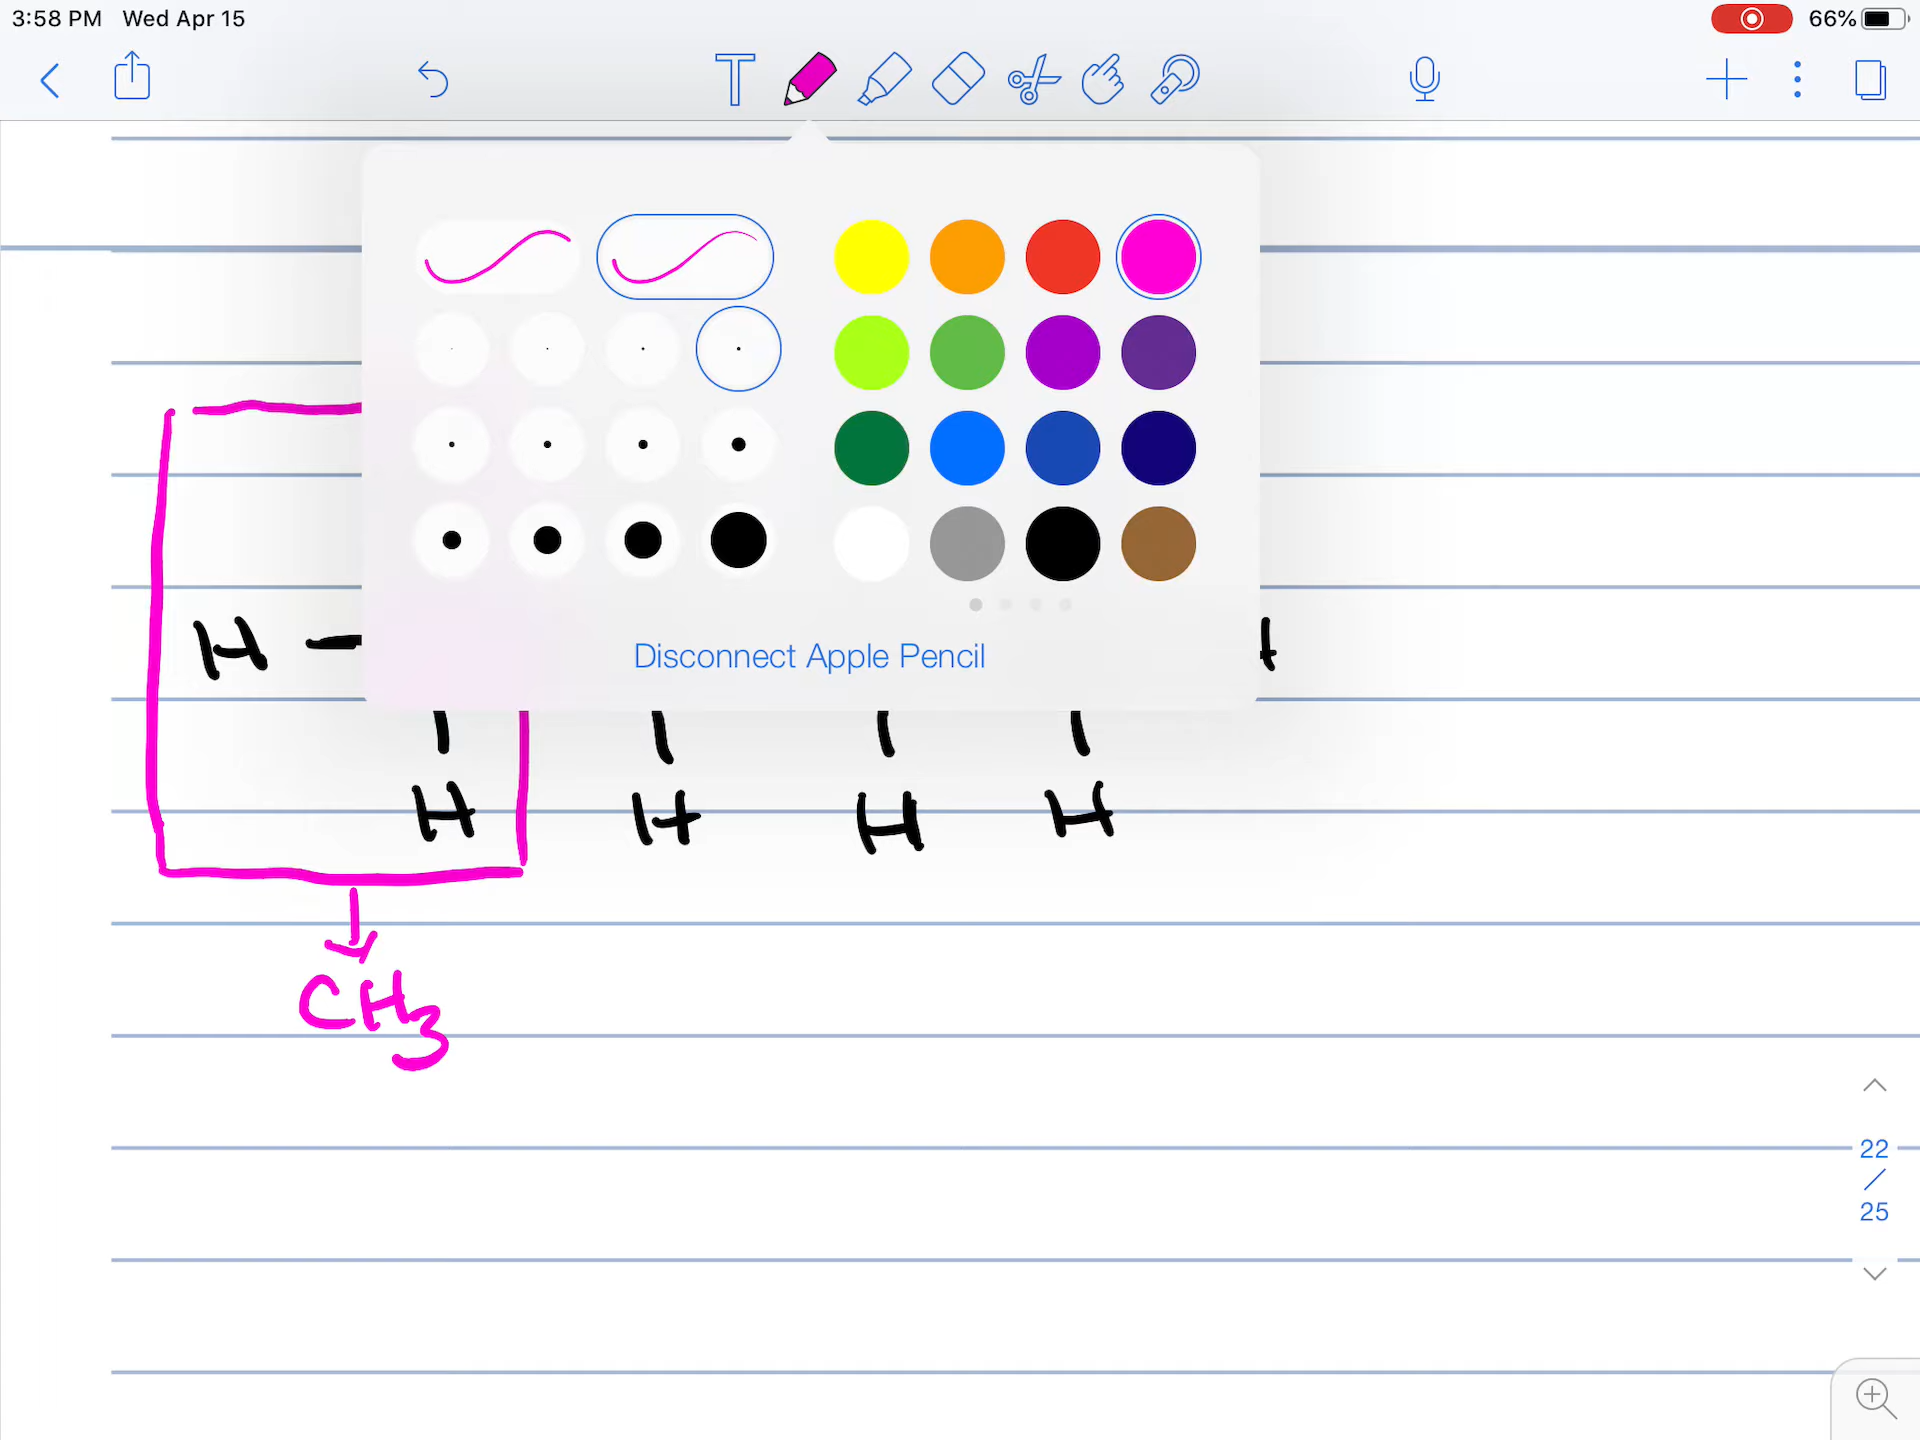 3:58 PM Wed Apr 15 66%
T
Disconnect Apple Pencil
H -
H H H H
CH3
22
/
25